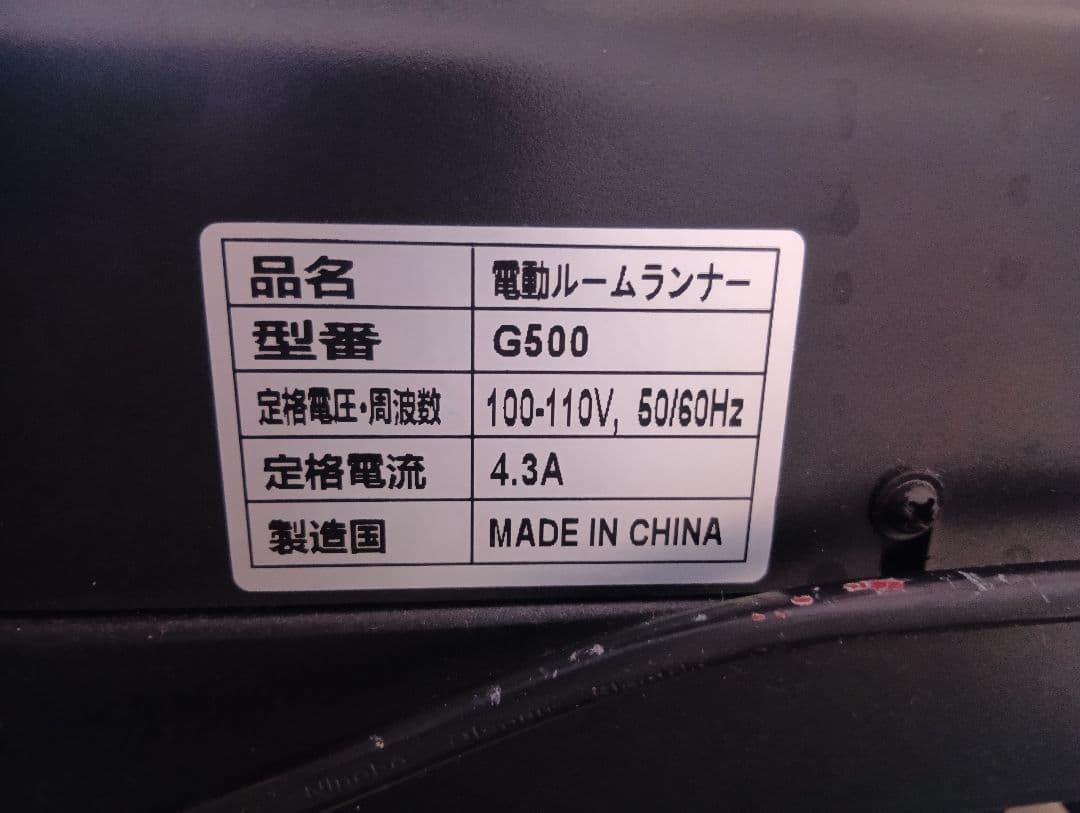 品名 電動ルームランナー
型番 G500
定格電圧・周波数 100-110V, 50/60Hz
定格電流 4.3A
製造国 MADE IN CHINA